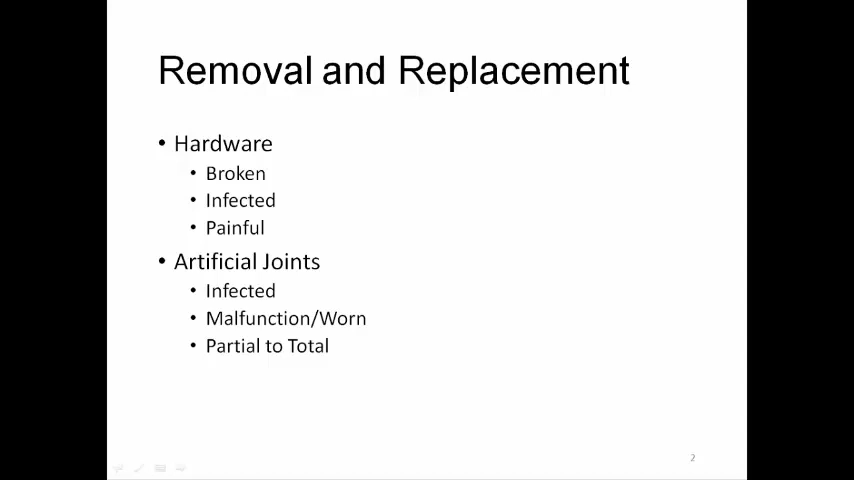 Removal and Replacement
• Hardware
• Broken
• Infected
• Painful
• Artificial Joints
• Infected
• Malfunction/Worn
• Partial to Total
2